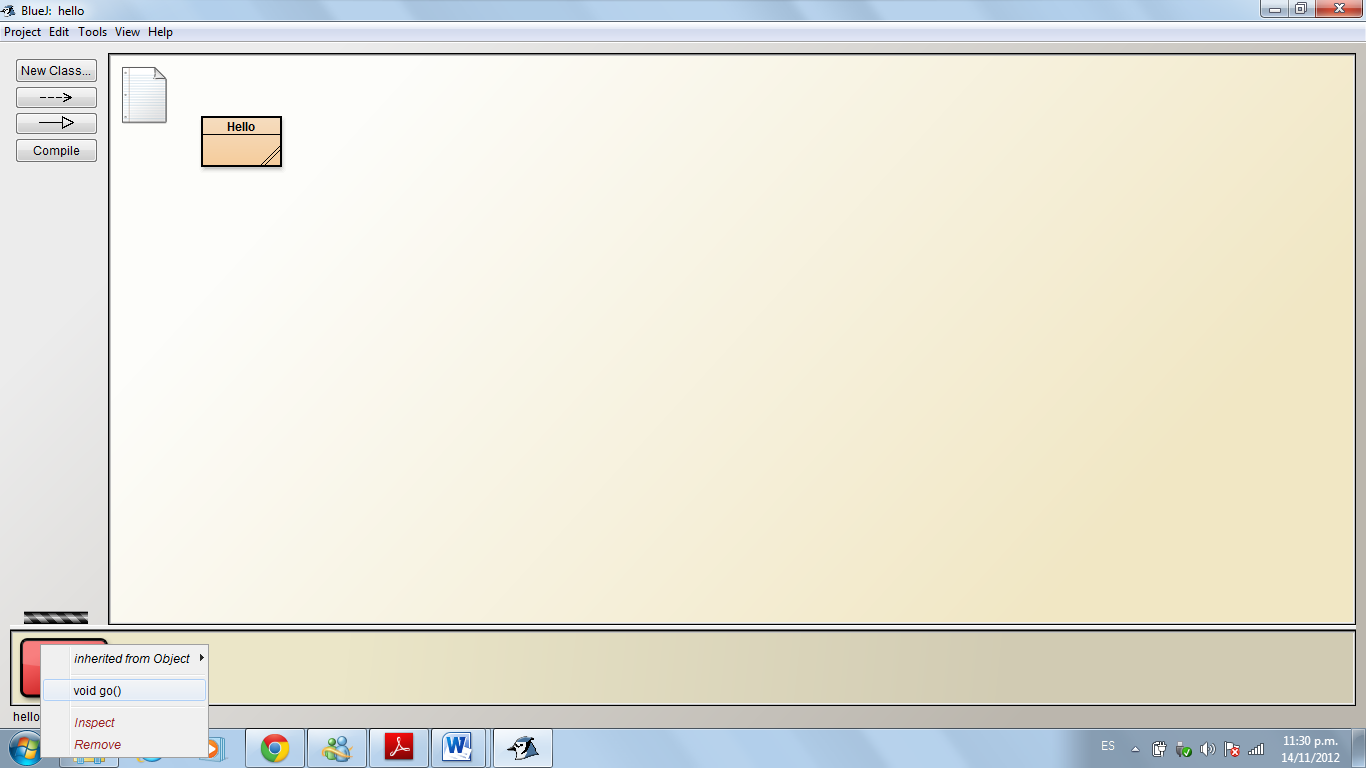 BlueJ: hello
Project Edit Tools View Help
New Class...
Compile
Hello
inherited from Object
void go()
Inspect
Remove
hello
ES
11:30 p.m.
14/11/2012